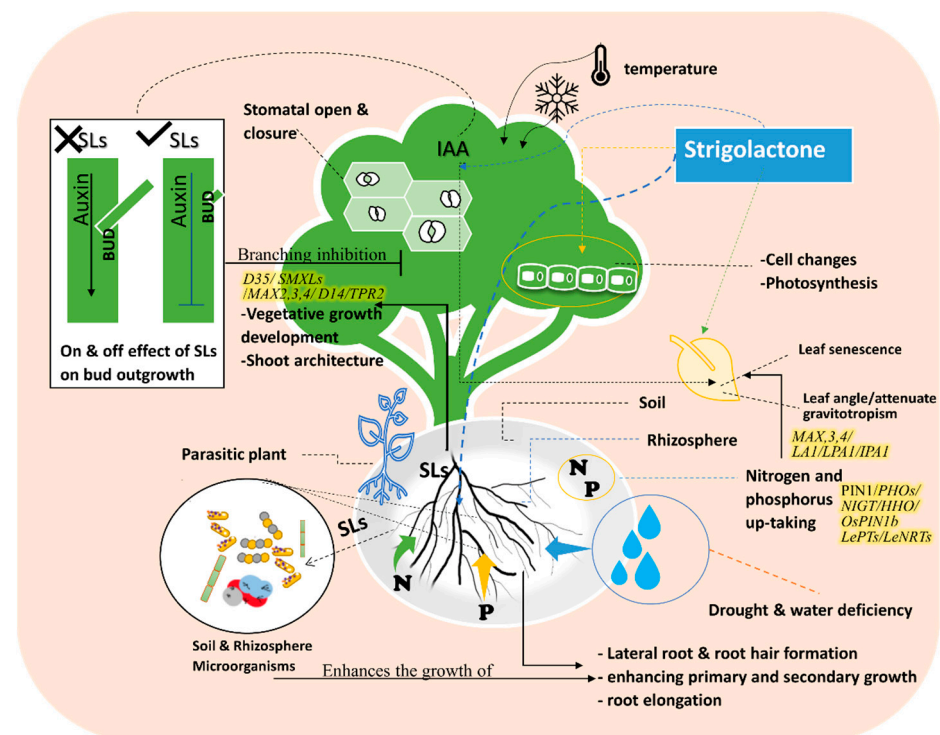 temperature
Stomatal open &
closure
IAA
Strigolactone
SLs
SLs
Auxin
BUD
Auxin
BUD
On & off effect of SLs
on bud outgrowth
Branching inhibition
D35/ SMXLs
/MAX2,3,4/ D14/TPR2
-Vegetative growth
development
-Shoot architecture
-Cell changes
-Photosynthesis
Leaf senescence
Leaf angle/attenuate
gravitotropism
MAX,3,4/
LA1/LPA1/IPA1
Soil
Rhizosphere
Parasitic plant
SLs
SLs
N
P
Nitrogen and
phosphorus
up-taking
PIN1/PHOs/
NIGT/HHO/
OsPIN1b
LePTs/LeNRTs
N
P
Drought & water deficiency
Soil & Rhizosphere
Microorganisms
Enhances the growth of
- Lateral root & root hair formation
- enhancing primary and secondary growth
- root elongation